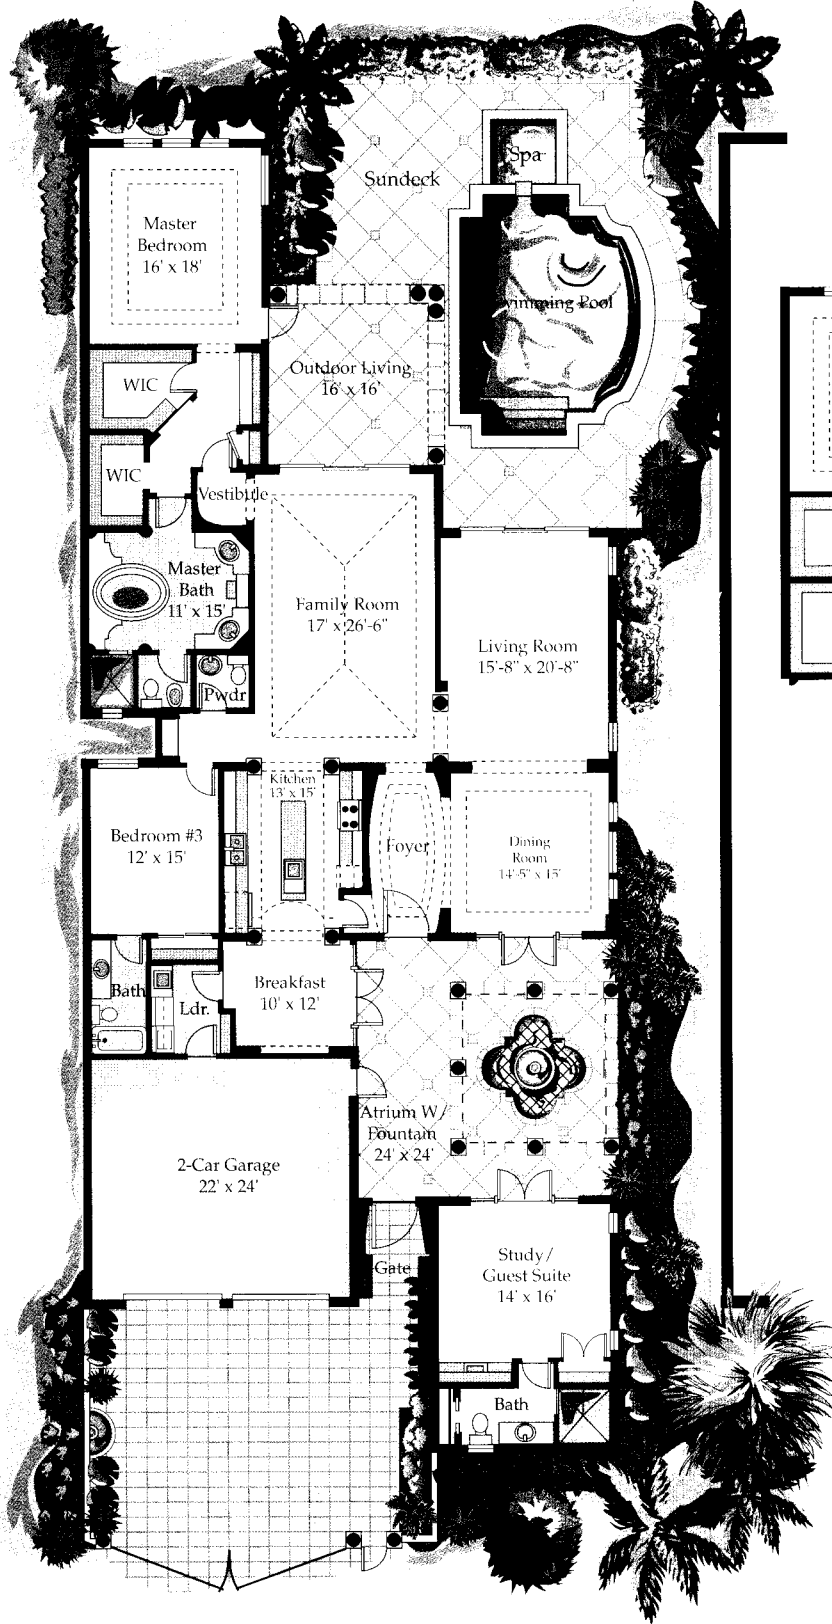 Spa
Sundeck
Master
Bedroom
16' x 18'
Swimming Pool
Outdoor Living
16' x 16'
WIC
WIC
Vestibule
Master
Bath
11' x 15'
Family Room
17' x 26'-6"
Living Room
15'-8" x 20'-8"
Pwdr
Kitchen
13' x 15'
Bedroom #3
12' x 15'
Foyer
Dining
Room
14'-5" x 15'
Bath
Ldr.
Breakfast
10' x 12'
Atrium W/
Fountain
24' x 24'
2-Car Garage
22' x 24'
Gate
Study/
Guest Suite
14' x 16'
Bath